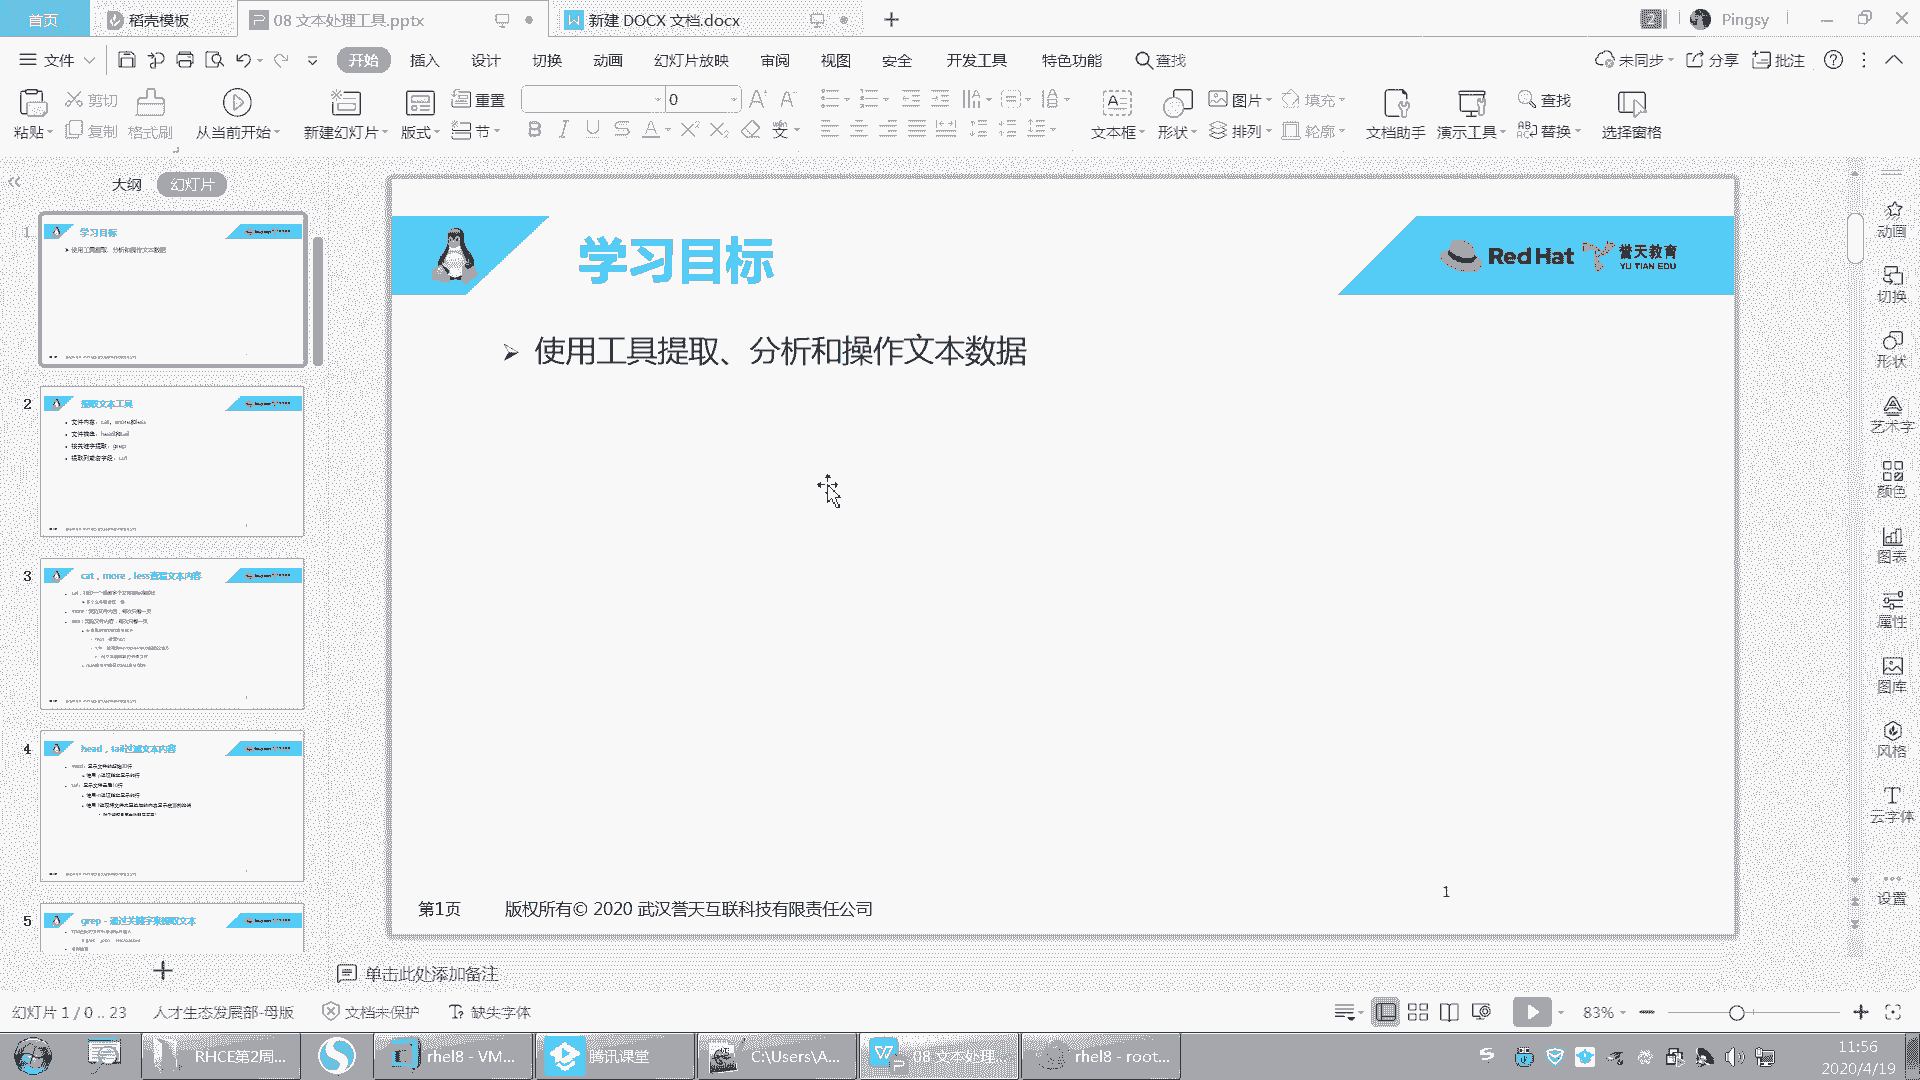 首页
稻壳模板
08 文本处理工具.pptx
新建 DOCX 文档.docx
Pingsy
文件
开始
插入
设计
切换
动画
幻灯片放映
审阅
视图
安全
开发工具
特色功能
查找
未同步
分享
批注
粘贴
剪切
复制
格式刷
从当前开始
新建幻灯片
版式
重置
节
0
文本框
形状
图片
排列
填充
轮廓
文档助手
演示工具
查找
替换
选择窗格
大纲
幻灯片
1
学习目标
使用工具提取、分析和操作文本数据
2
提取文本工具
3
cat，more，less查看文本内容
4
head，tail过滤文本内容
5
grep - 通过关键字来提取文本
学习目标
Red Hat
誉天教育
YU TIAN EDU
使用工具提取、分析和操作文本数据
1
第1页
版权所有© 2020 武汉誉天互联科技有限责任公司
动画
切换
形状
艺术字
颜色
图表
属性
图库
风格
云字体
设置
单击此处添加备注
幻灯片 1 / 0 .. 23
人才生态发展部-母版
文档未保护
缺失字体
83%
RHCE第2周...
rhel8 - VM...
腾讯课堂
C:\Users\A...
08 文本处理...
rhel8 - root...
11:56
2020/4/19